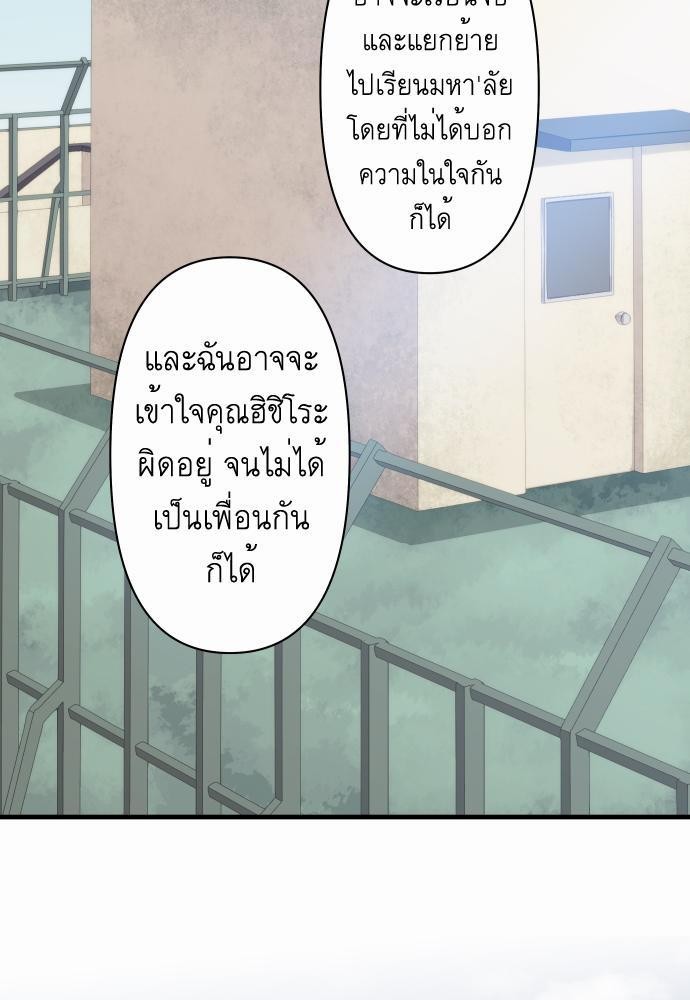 และแยกย้าย
ไปเรียนมหา'ลัย
โดยที่ไม่ได้บอก
ความในใจกัน
ก็ได้
และฉันอาจจะ
เข้าใจคุณฮิชิโระ
ผิดอยู่ จนไม่ได้
เป็นเพื่อนกัน
ก็ได้